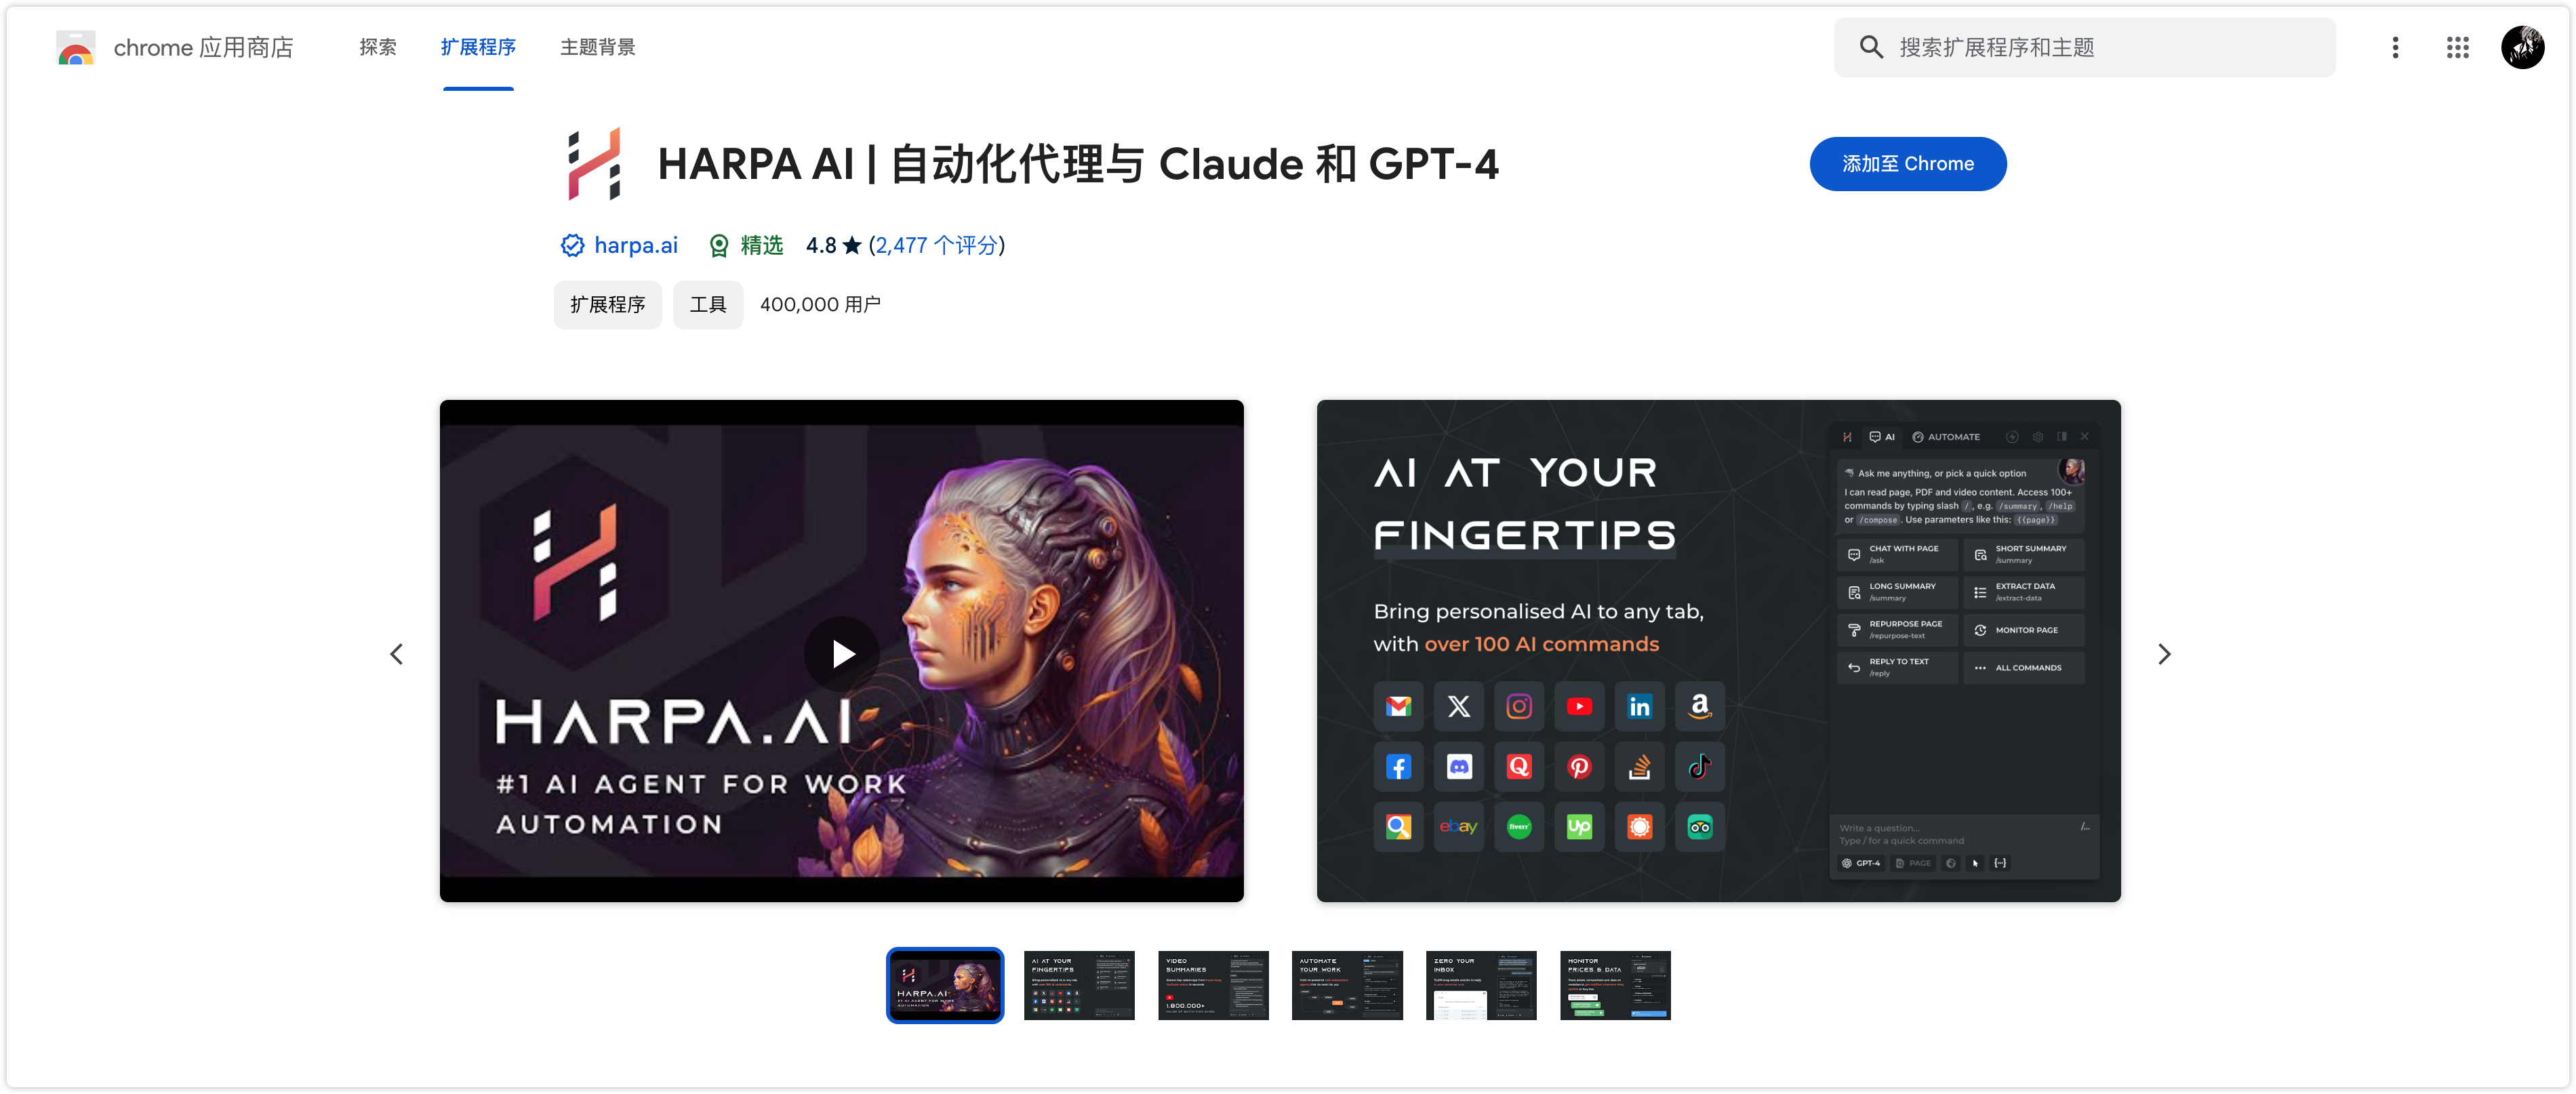 chrome 应用商店
探索
扩展程序
主题背景
搜索扩展程序和主题
HARPA AI | 自动化代理与 Claude 和 GPT-4
添加至 Chrome
harpa.ai
精选
4.8 ★ (2,477 个评分)
扩展程序
工具
400,000 用户
HARPA.AI
#1 AI AGENT FOR WORK
AUTOMATION
AI AT YOUR
FINGERTIPS
Bring personalised AI to any tab,
with over 100 AI commands
ebay
fiverr
Up
AI
AUTOMATE
Ask me anything, or pick a quick option
I can read page, PDF and video content. Access 100+
commands by typing slash /, e.g. /summary, /help
or /compose. Use parameters like this: {{page}}
CHAT WITH PAGE
/ask
SHORT SUMMARY
/summary
LONG SUMMARY
/summary
EXTRACT DATA
/extract-data
REPURPOSE PAGE
/repurpose-text
MONITOR PAGE
REPLY TO TEXT
/reply
ALL COMMANDS
Write a question...
/...
Type / for a quick command
GPT-4
PAGE
HARPA.AI
AI AT YOUR
FINGERTIPS
VIDEO
SUMMARIES
1.800.000+
AUTOMATE
YOUR WORK
ZERO YOUR
INBOX
MONITOR
PRICES & DATA